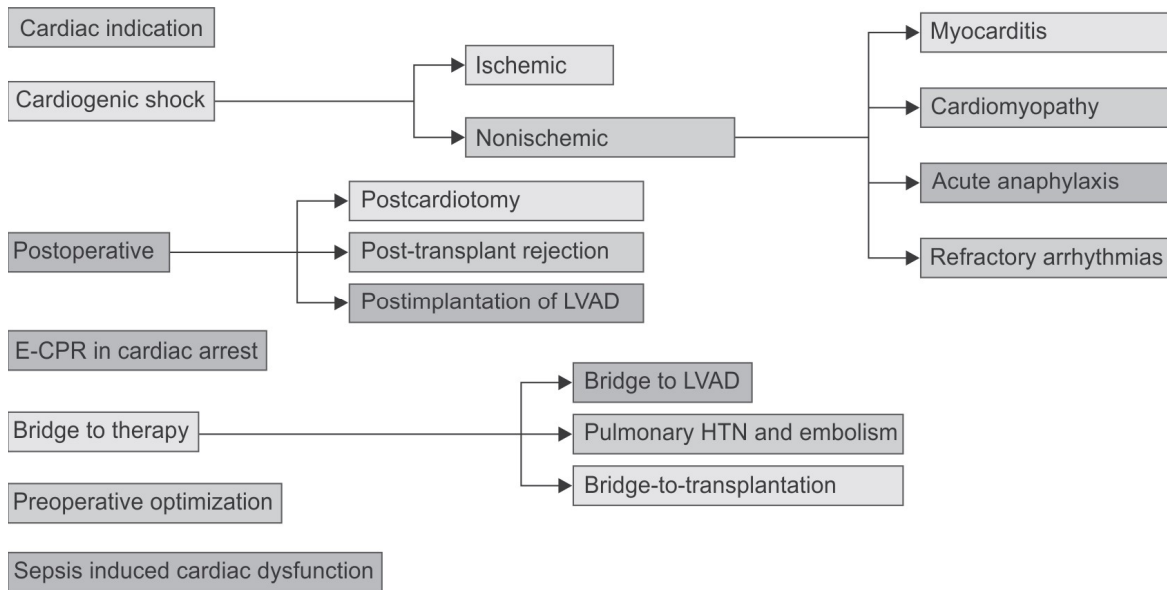 Cardiac indication
Cardiogenic shock
Ischemic
Nonischemic
Myocarditis
Cardiomyopathy
Acute anaphylaxis
Refractory arrhythmias
Postoperative
Postcardiotomy
Post-transplant rejection
Postimplantation of LVAD
E-CPR in cardiac arrest
Bridge to therapy
Bridge to LVAD
Pulmonary HTN and embolism
Bridge-to-transplantation
Preoperative optimization
Sepsis induced cardiac dysfunction